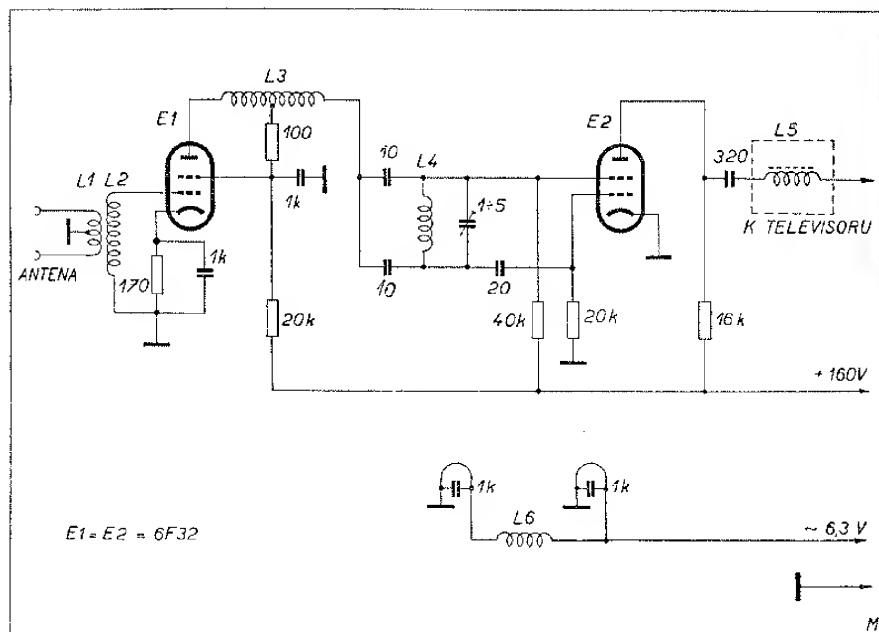 L3
E1
100
E2
L5
10
L4
320
L1 L2
1k
1÷5
K TELEVISORU
ANTENA
170
1k
10
20
20k
40k
20k
16k
+160V
1k
1k
L6
E1=E2 = 6F32
~ 6,3 V
M